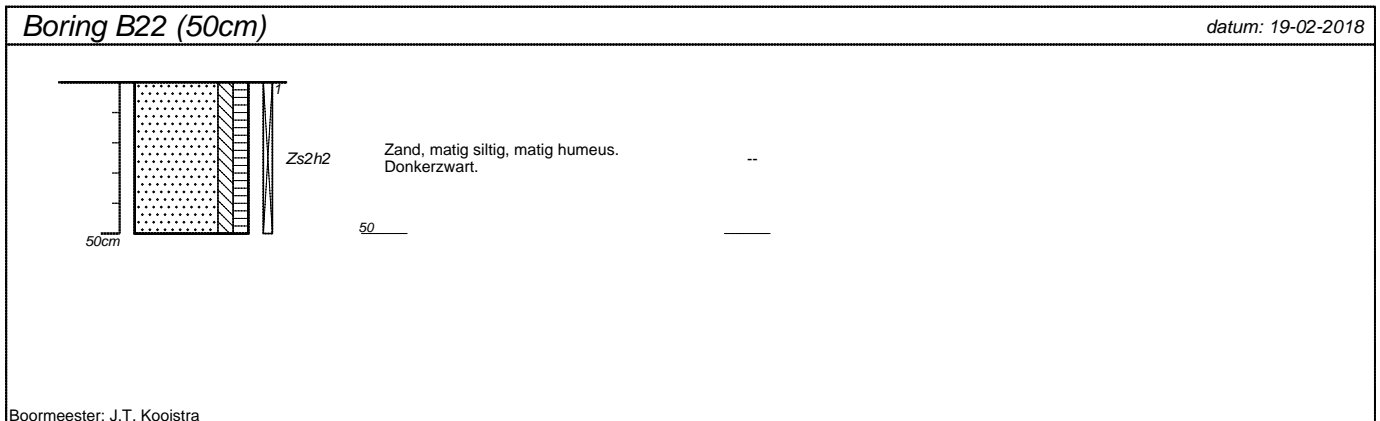 Boring B22 (50cm)
datum: 19-02-2018
1
Zs2h2
Zand, matig siltig, matig humeus.
Donkerzwart.
--
50cm
50
Boormeester: J.T. Kooistra